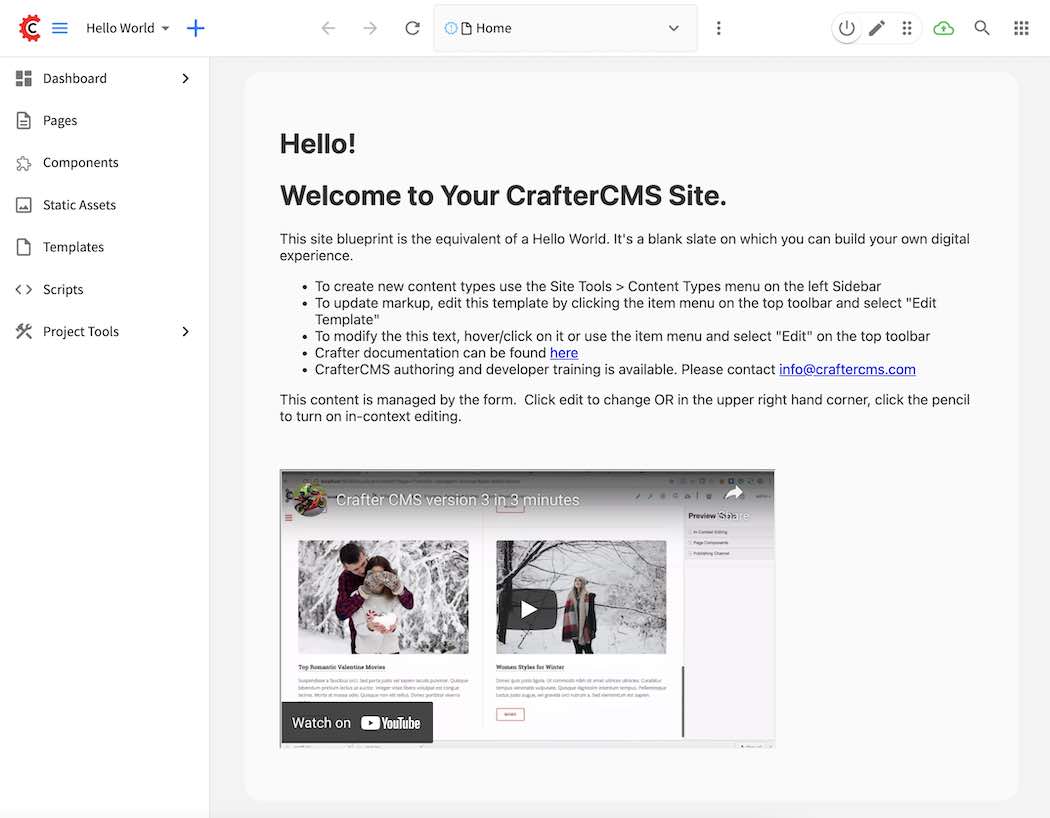 Hello World
Home
Dashboard
Pages
Components
Static Assets
Templates
Scripts
Project Tools
Hello!
Welcome to Your CrafterCMS Site.
This site blueprint is the equivalent of a Hello World. It's a blank slate on which you can build your own digital
experience.
To create new content types use the Site Tools > Content Types menu on the left Sidebar
To update markup, edit this template by clicking the item menu on the top toolbar and select "Edit
Template"
To modify the this text, hover/click on it or use the item menu and select "Edit" on the top toolbar
Crafter documentation can be found here
CrafterCMS authoring and developer training is available. Please contact info@craftercms.com
This content is managed by the form.  Click edit to change OR in the upper right hand corner, click the pencil
to turn on in-context editing.
Crafter CMS version 3 in 3 minutes
Share
Preview
In-Context Editing
Page Components
Publishing Channel
Top Romantic Valentine Movies
Women Styles for Winter
Watch on YouTube